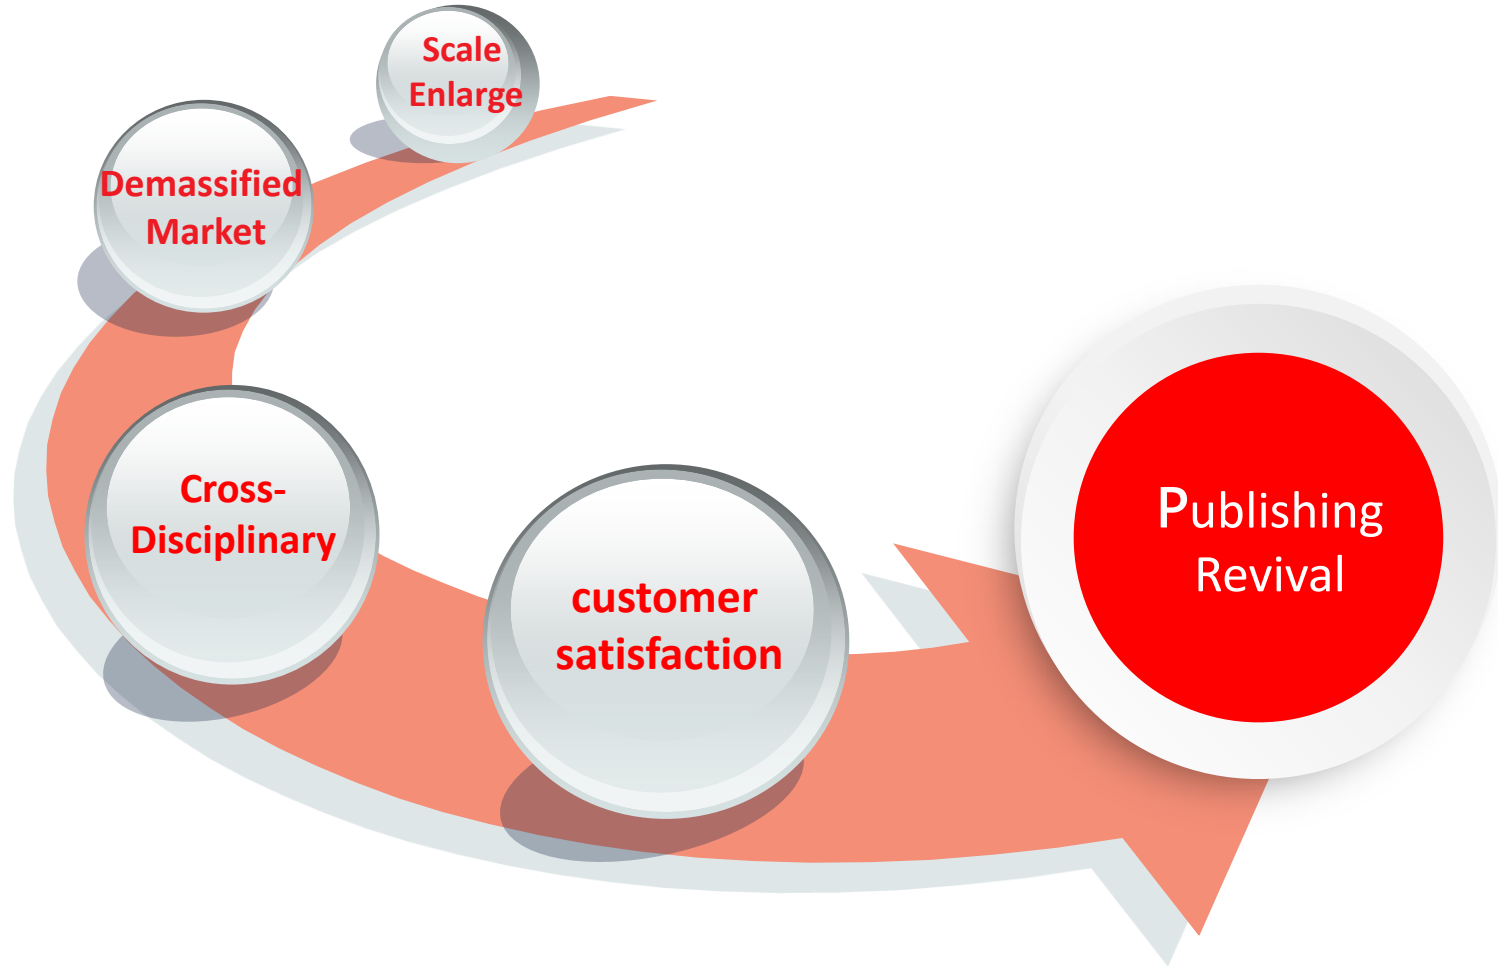 Scale
Enlarge
Demassified
Market
Cross-
Disciplinary
customer
satisfaction
Publishing
Revival